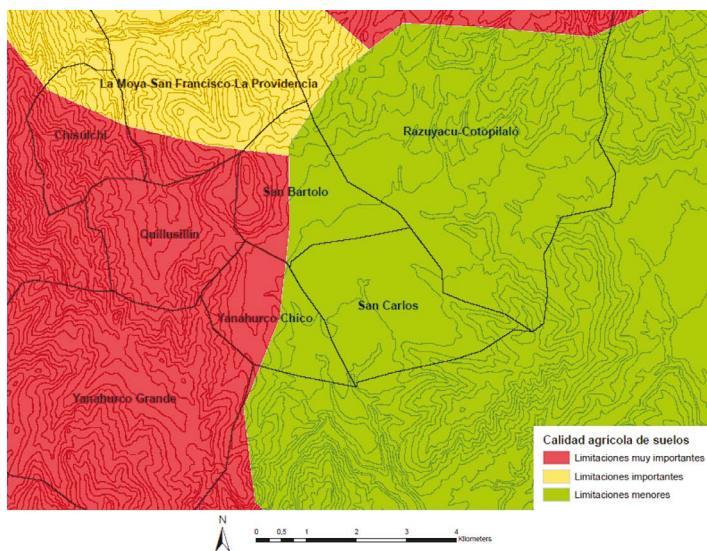 La Moya-San Francisco-La Providencia
Chisulchi
Razuyacu-Cotopilaló
San Bartolo
Quillusillin
San Carlos
Yanahurco-Chico
Yanahurco Grande
Calidad agrícola de suelos
Limitaciones muy importantes
Limitaciones importantes
Limitaciones menores
N
0 0,5 1 2 3 4
Kilometers